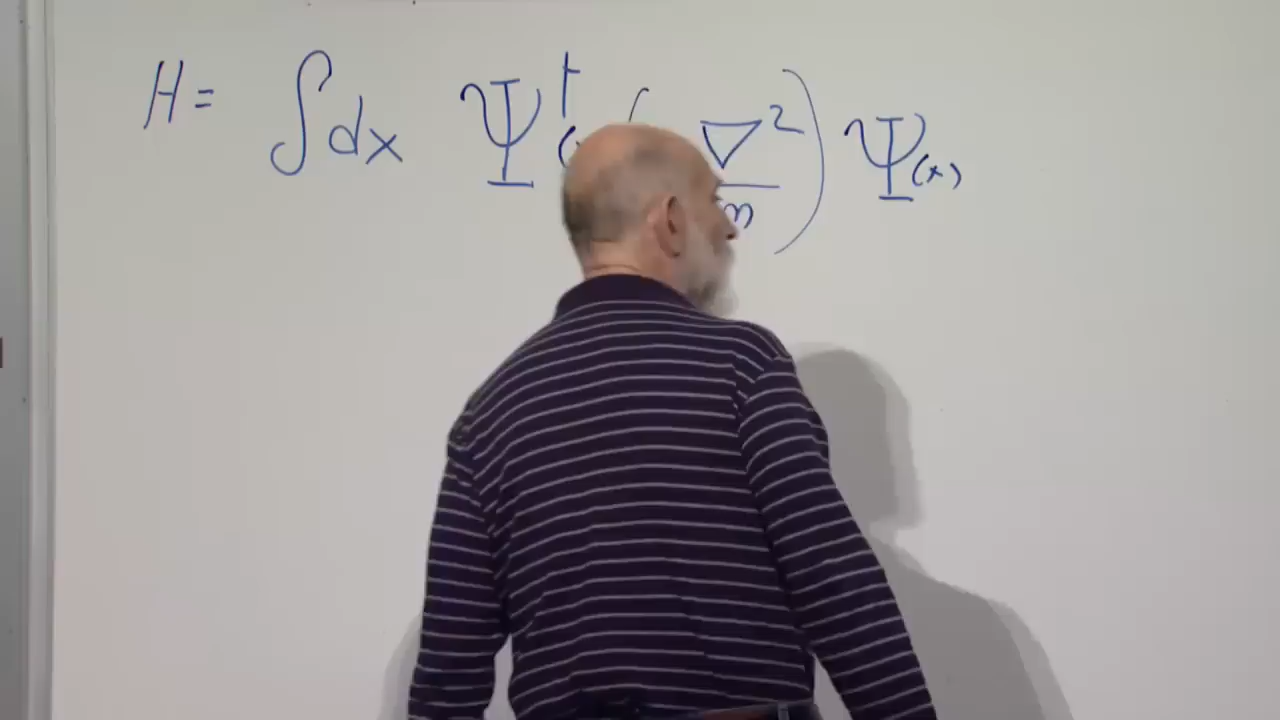 H = ∫dx Ψ†( ( ∇²/m ) Ψ(x)